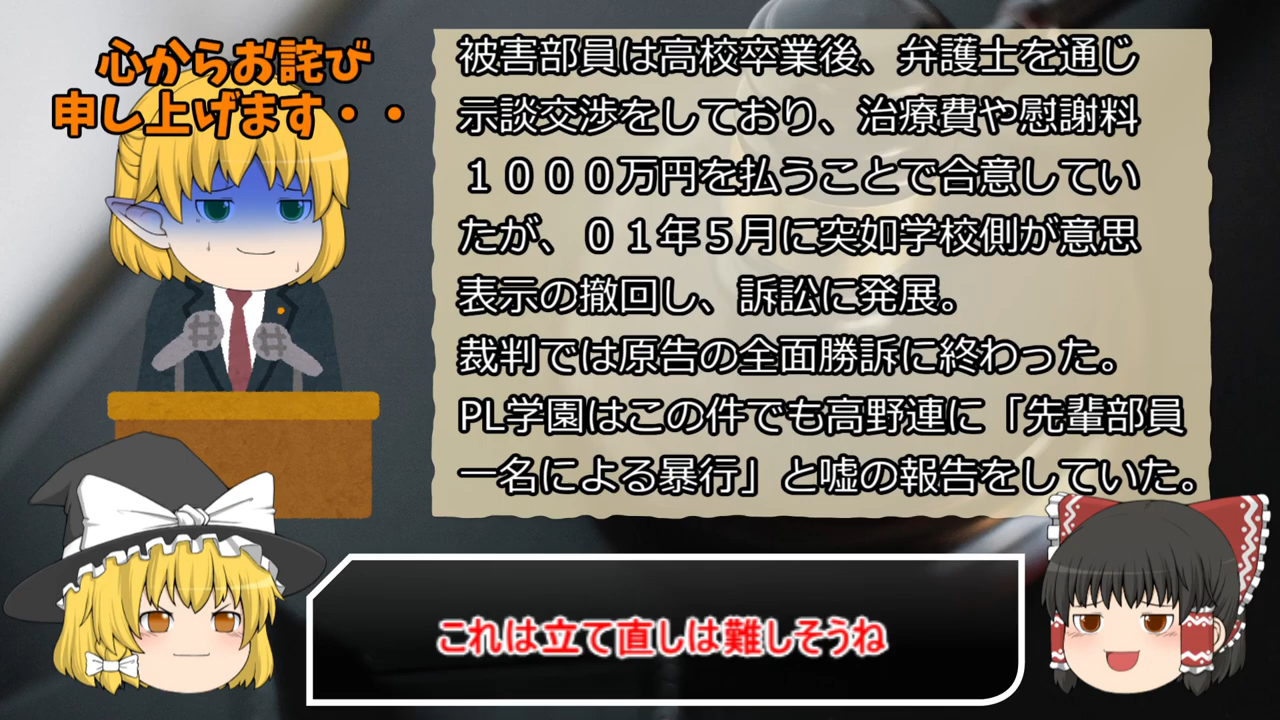 心からお詫び
申し上げます・・
被害部員は高校卒業後、弁護士を通じ
示談交渉をしており、治療費や慰謝料
１０００万円を払うことで合意してい
たが、０１年５月に突如学校側が意思
表示の撤回し、訴訟に発展。
裁判では原告の全面勝訴に終わった。
PL学園はこの件でも高野連に「先輩部員
一名による暴行」と嘘の報告をしていた。
これは立て直しは難しそうね